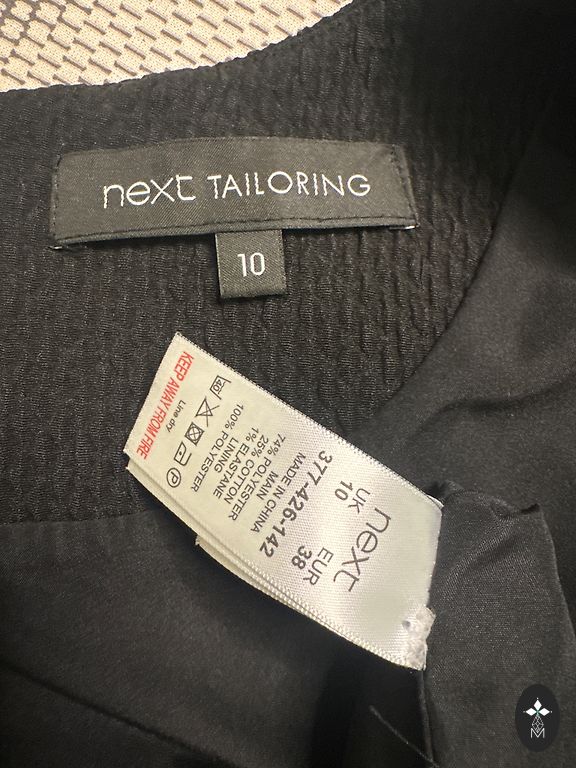 next TAILORING
10
next
UK EUR
10 38
377-426-142
MADE IN CHINA
MAIN
74% POLYESTER
25% COTTON
1% ELASTANE
LINING
100% POLYESTER
40
P
Line dry.
KEEP AWAY FROM FIRE
M